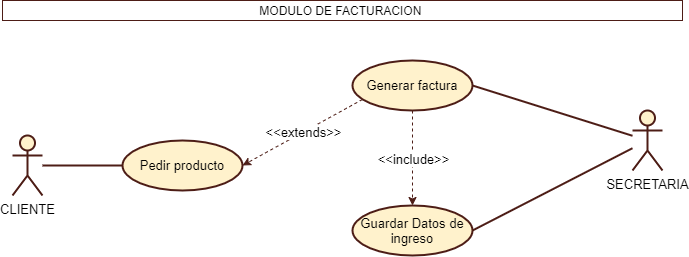 MODULO DE FACTURACION
Generar factura
<<extends>>
Pedir producto
<<include>>
CLIENTE
SECRETARIA
Guardar Datos de
ingreso